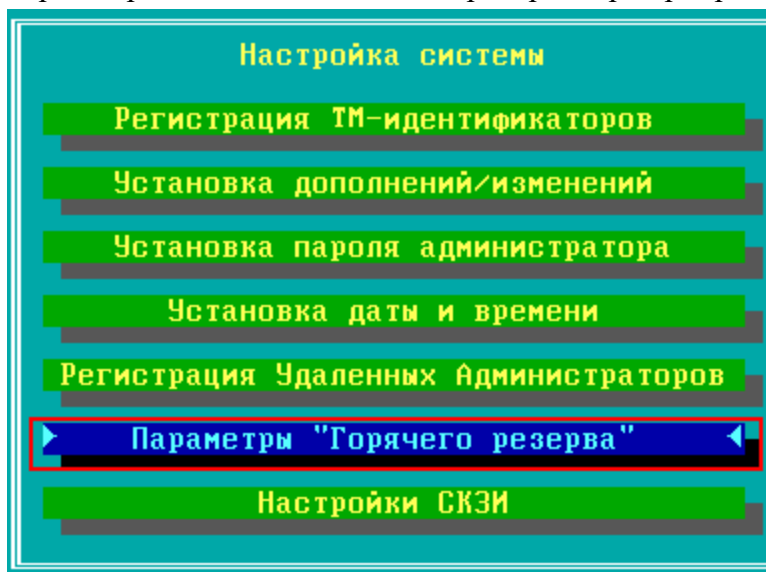 Настройка системы
Регистрация ТМ-идентификаторов
Установка дополнений/изменений
Установка пароля администратора
Установка даты и времени
Регистрация Удаленных Администраторов
Параметры "Горячего резерва"
Настройки СКЗИ